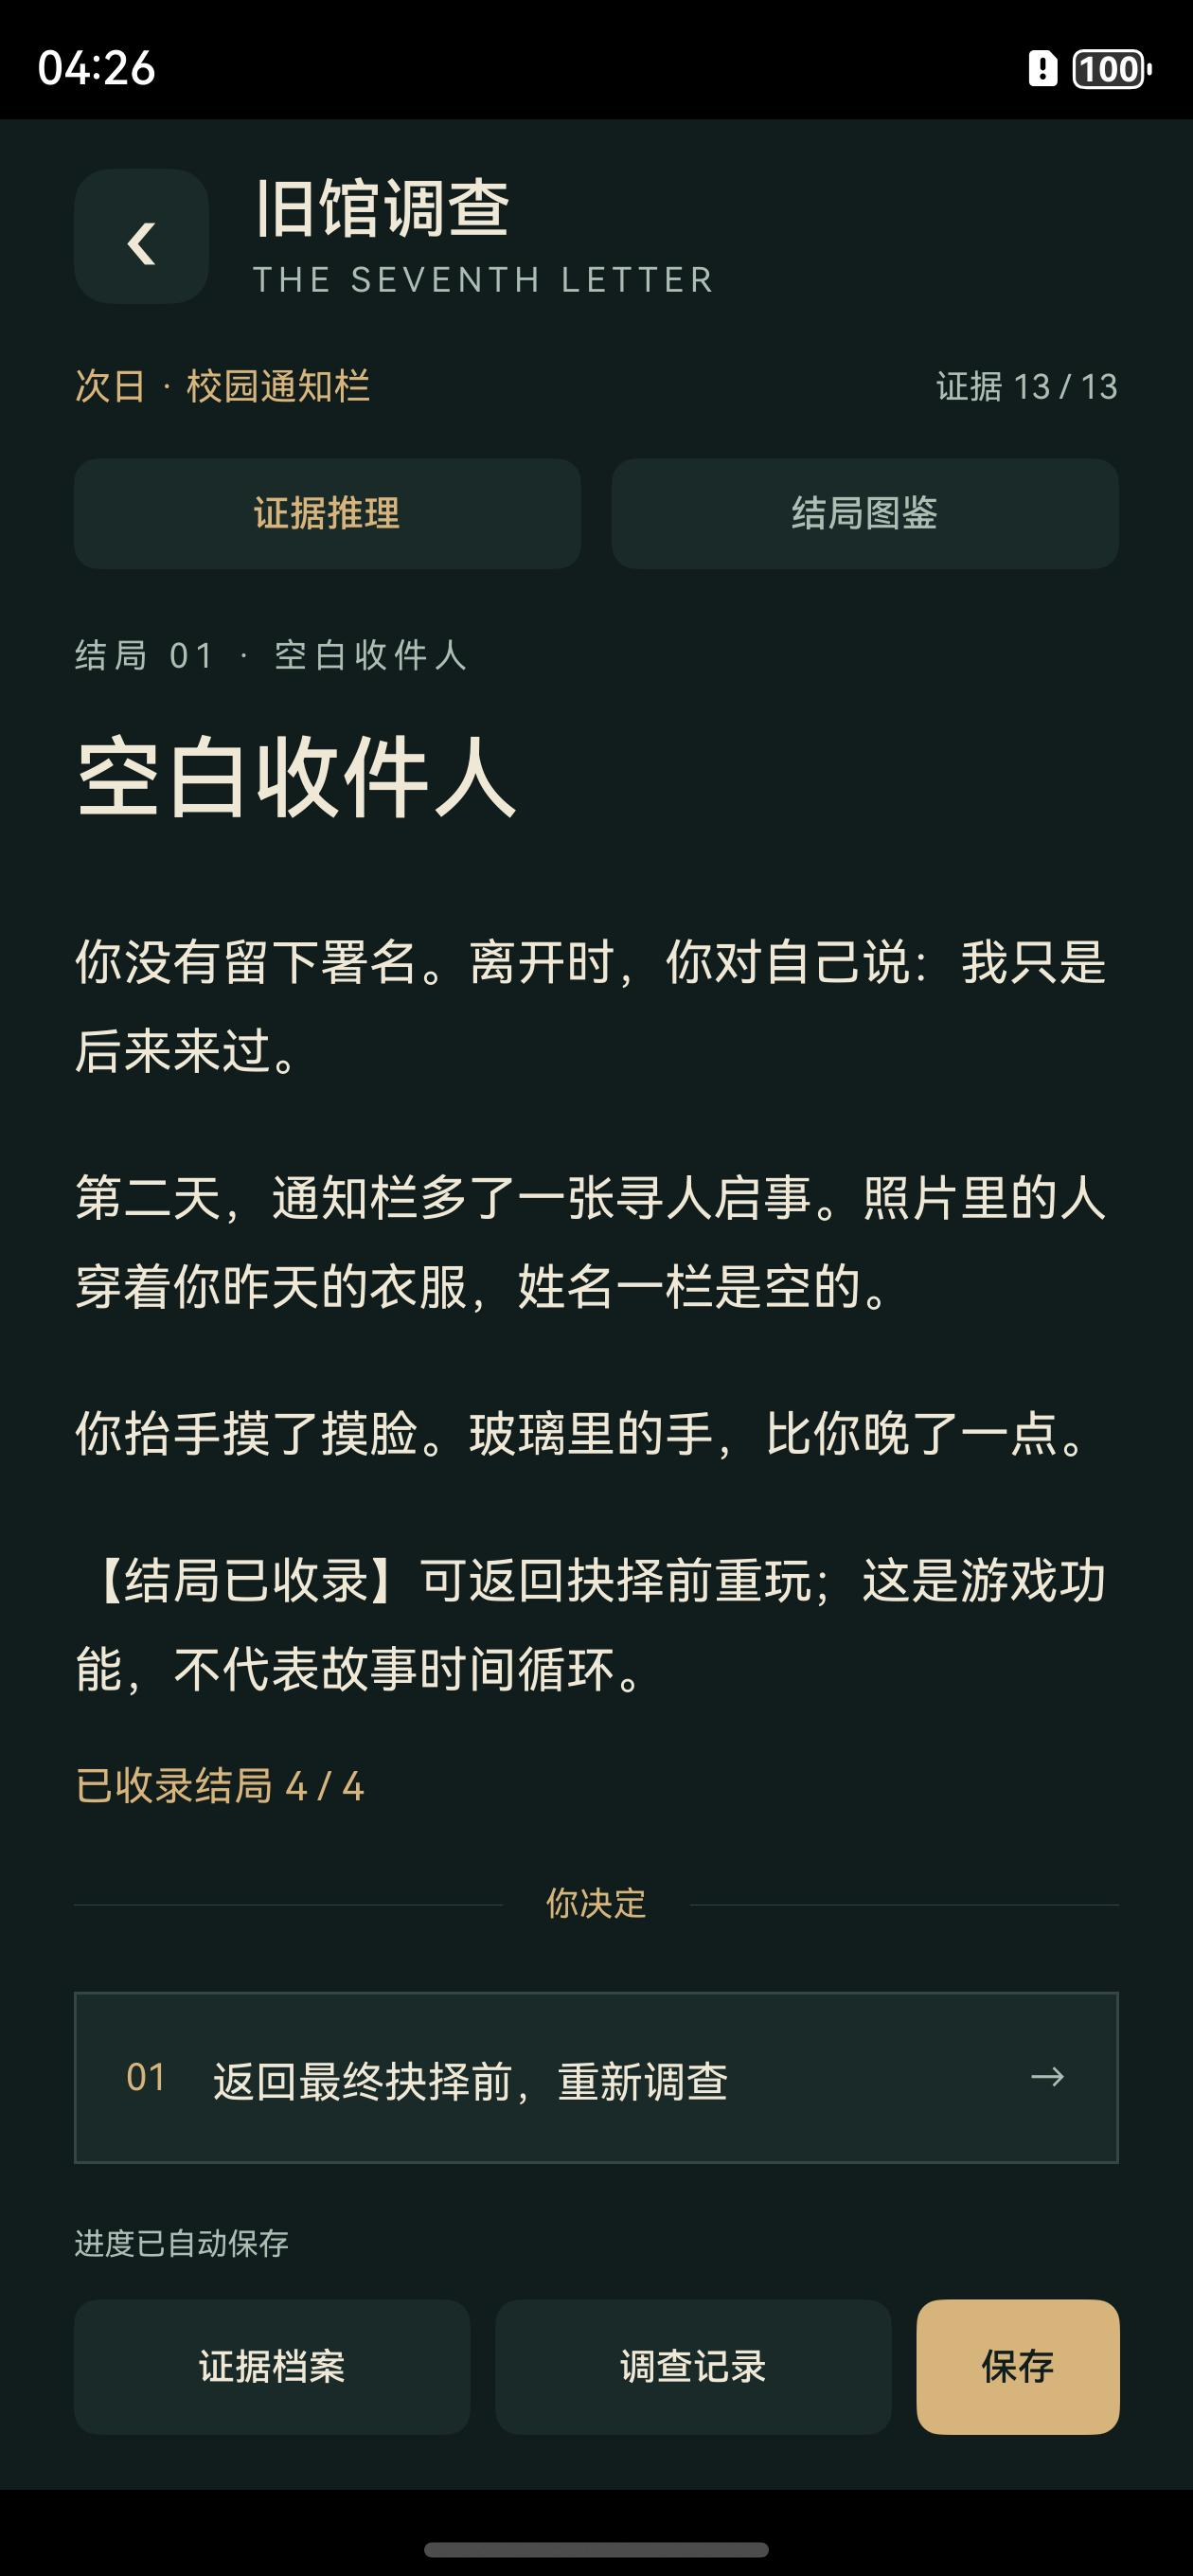 04:26
100
旧馆调查
THE SEVENTH LETTER
次日 · 校园通知栏
证据 13 / 13
证据推理
结局图鉴
结局 01 · 空白收件人
空白收件人
你没有留下署名。离开时，你对自己说：我只是
后来来过。
第二天，通知栏多了一张寻人启事。照片里的人
穿着你昨天的衣服，姓名一栏是空的。
你抬手摸了摸脸。玻璃里的手，比你晚了一点。
【结局已收录】可返回抉择前重玩；这是游戏功
能，不代表故事时间循环。
已收录结局 4 / 4
你决定
01 返回最终抉择前，重新调查 →
进度已自动保存
证据档案
调查记录
保存